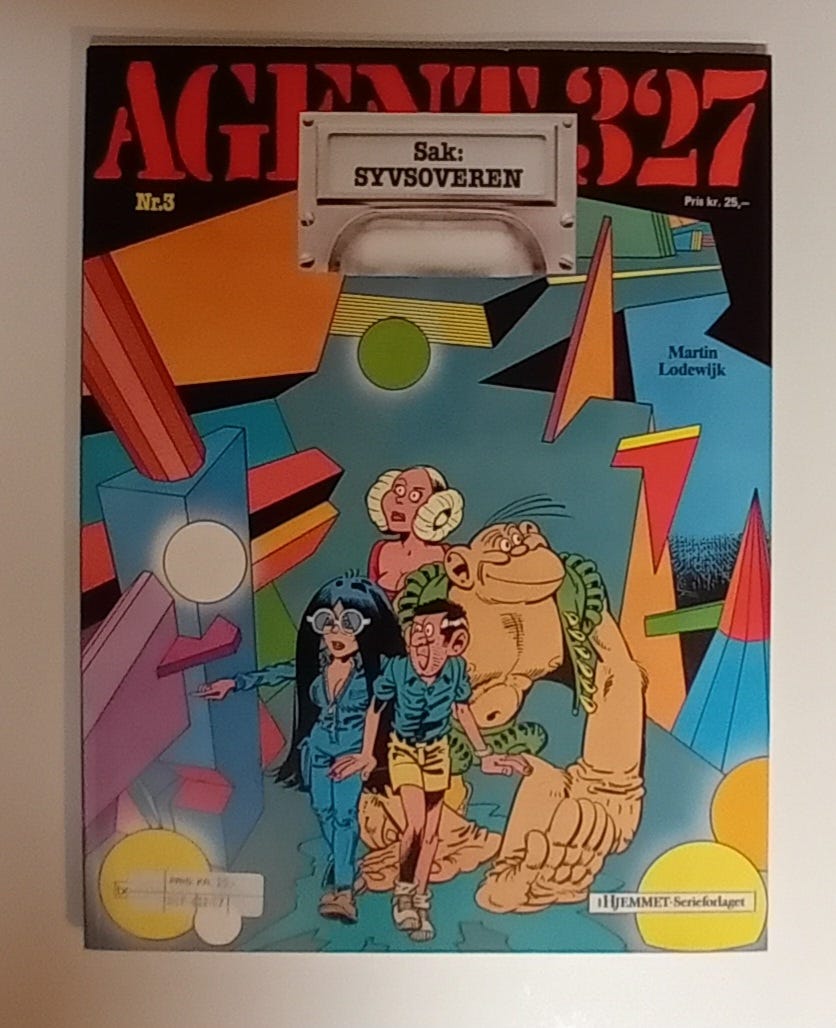 AGENT 327
Sak:
SYVSOVEREN
Nr.3
Pris kr. 25,–
Martin
Lodewijk
HJEMMET-Serieforlaget